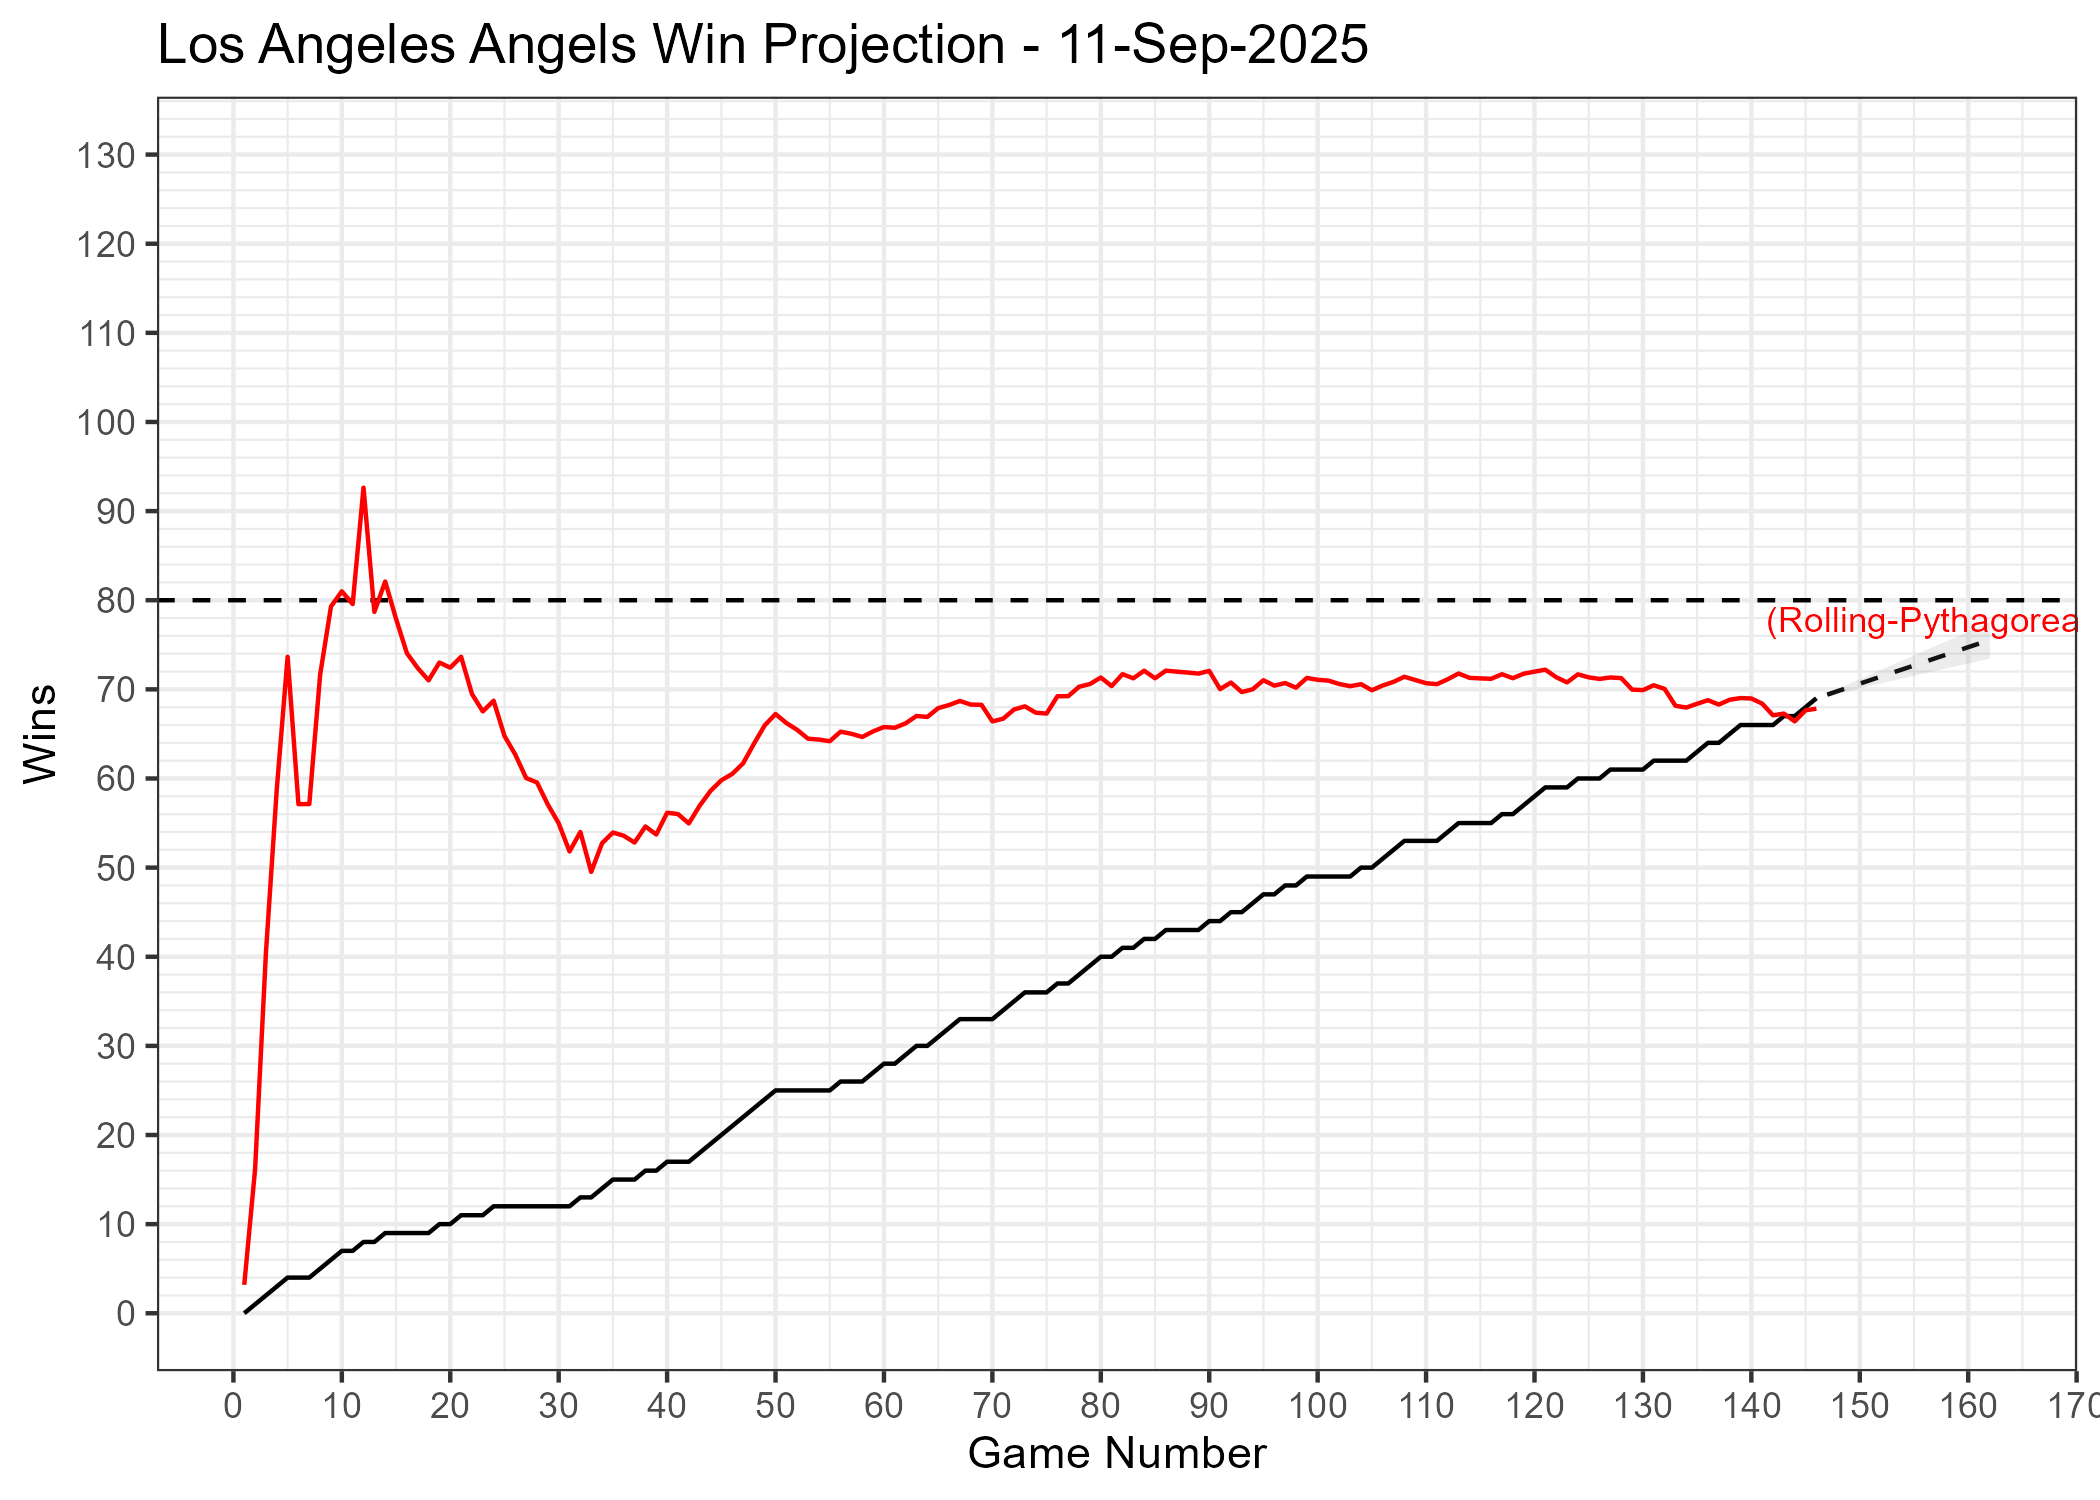 Los Angeles Angels Win Projection - 11-Sep-2025
130
120
110
100
90
80
70
60
50
40
30
20
10
0
Wins
(Rolling-Pythagorea
0 10 20 30 40 50 60 70 80 90 100 110 120 130 140 150 160 170
Game Number